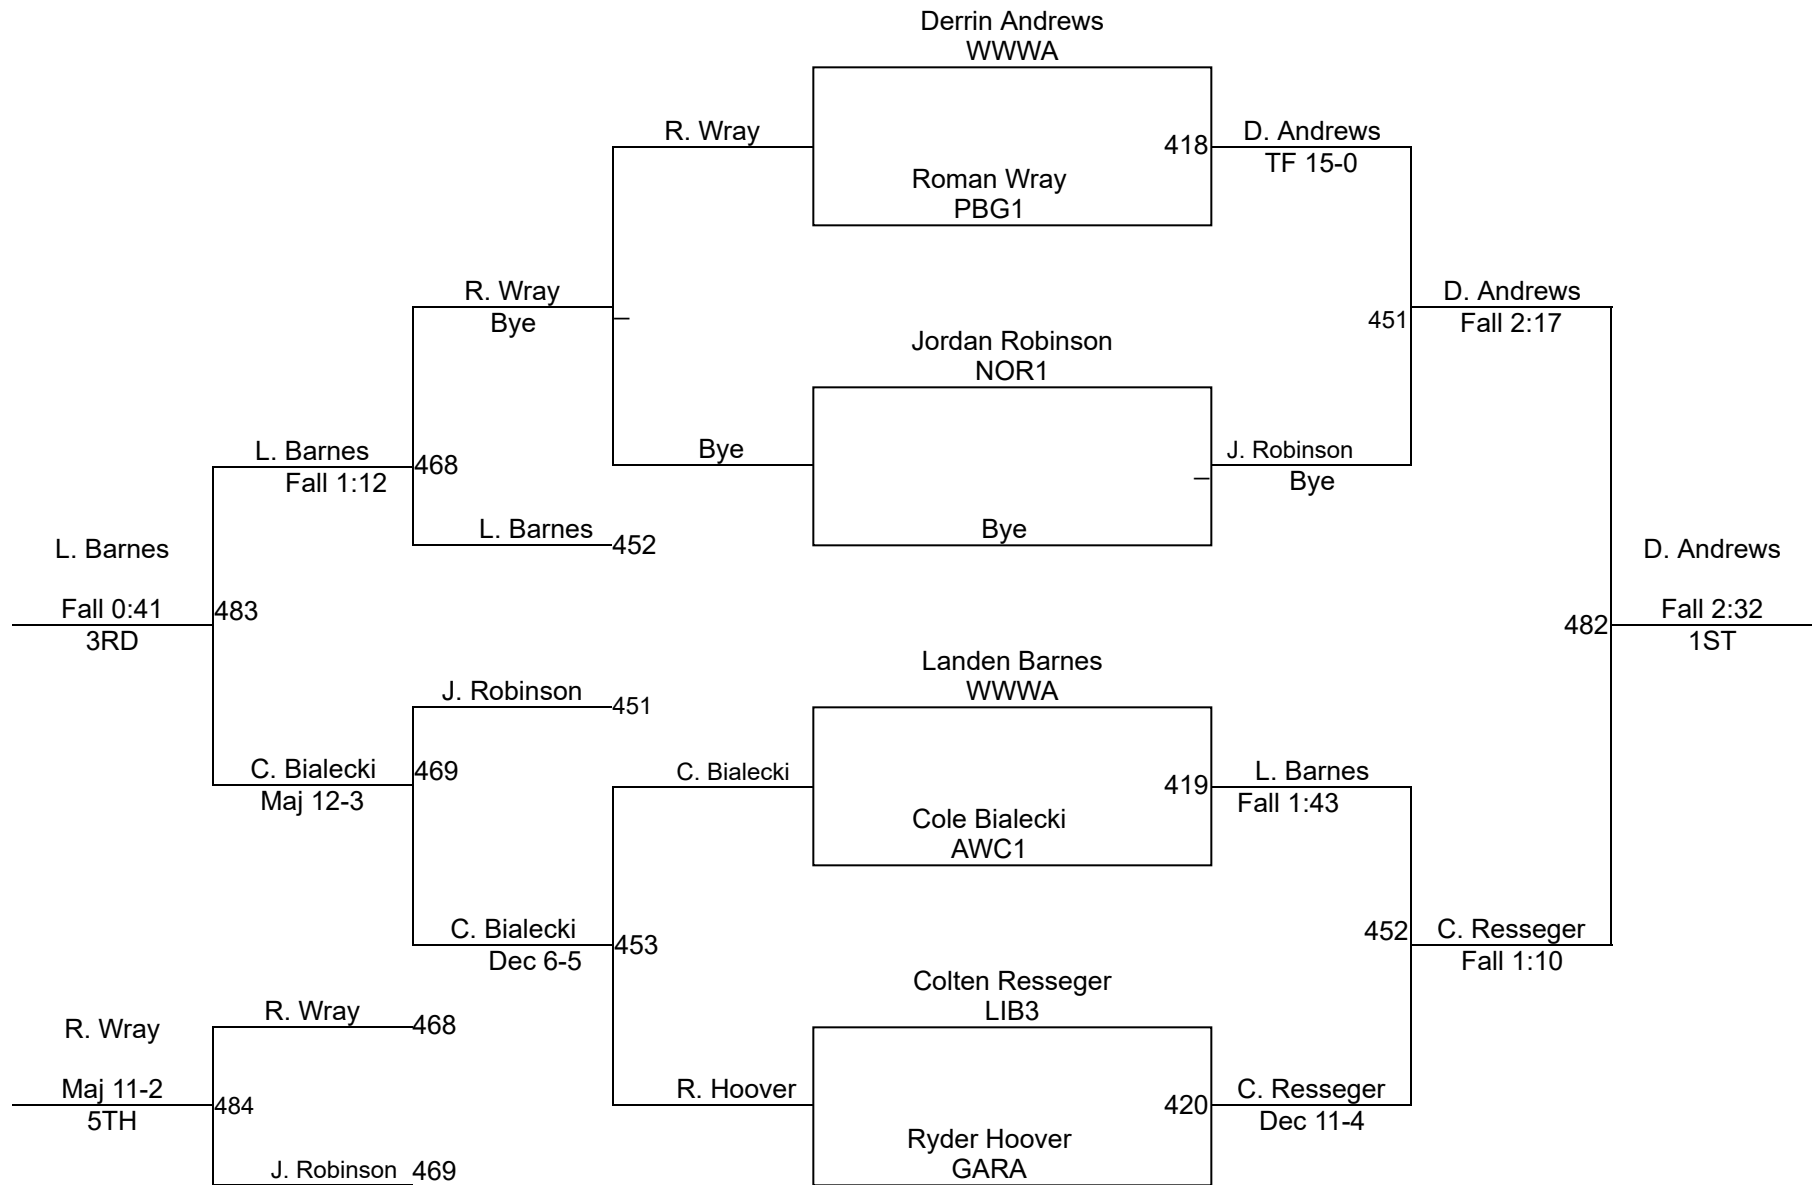 Derrin Andrews
WWWA
R. Wray
418
D. Andrews
TF 15-0
Roman Wray
PBG1
R. Wray
Bye
–
D. Andrews
451
Fall 2:17
Jordan Robinson
NOR1
L. Barnes
468
Fall 1:12
Bye
J. Robinson
–
Bye
L. Barnes
452
Bye
L. Barnes
D. Andrews
Fall 0:41
483
3RD
482
Fall 2:32
1ST
Landen Barnes
WWWA
J. Robinson
451
C. Bialecki
469
Maj 12-3
C. Bialecki
419
L. Barnes
Fall 1:43
Cole Bialecki
AWC1
C. Bialecki
453
Dec 6-5
452
C. Resseger
Fall 1:10
Colten Resseger
LIB3
R. Wray
468
R. Wray
Maj 11-2
484
5TH
R. Hoover
420
C. Resseger
Dec 11-4
Ryder Hoover
GARA
J. Robinson
469